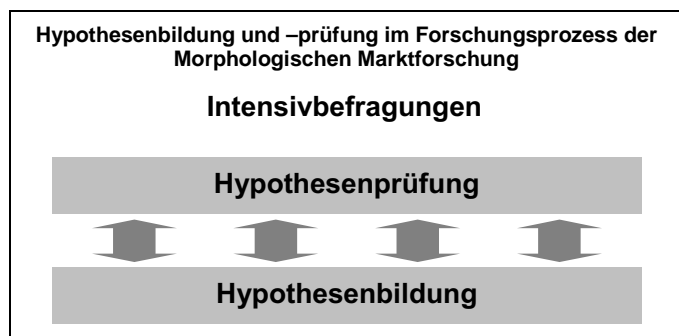 Hypothesenbildung und –prüfung im Forschungsprozess der
Morphologischen Marktforschung
Intensivbefragungen
Hypothesenprüfung
Hypothesenbildung